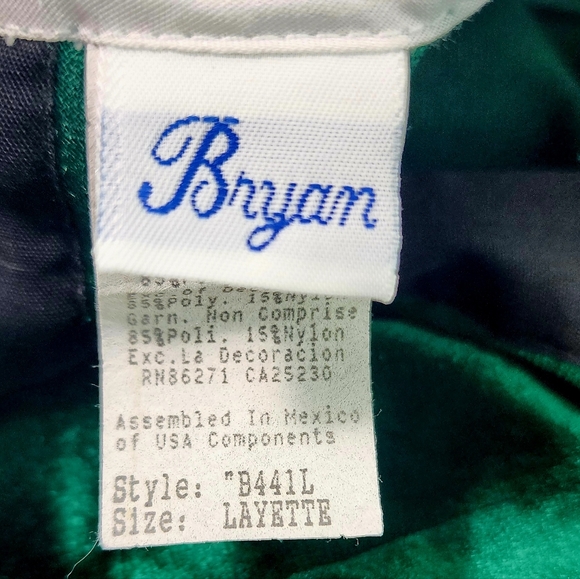 Bryan
85%Poly. 15%Nylon
Garn. Non Comprise
85%Poli. 15%Nylon
Exc.La Decoracion
RN86271 CA25230
Assembled In Mexico
of USA Components
Style: "B441L
Size: LAYETTE